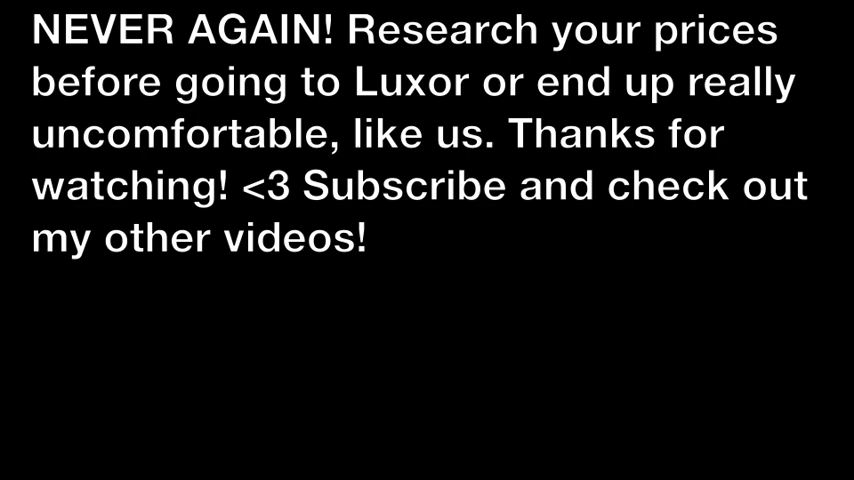 NEVER AGAIN! Research your prices
before going to Luxor or end up really
uncomfortable, like us. Thanks for
watching! <3 Subscribe and check out
my other videos!